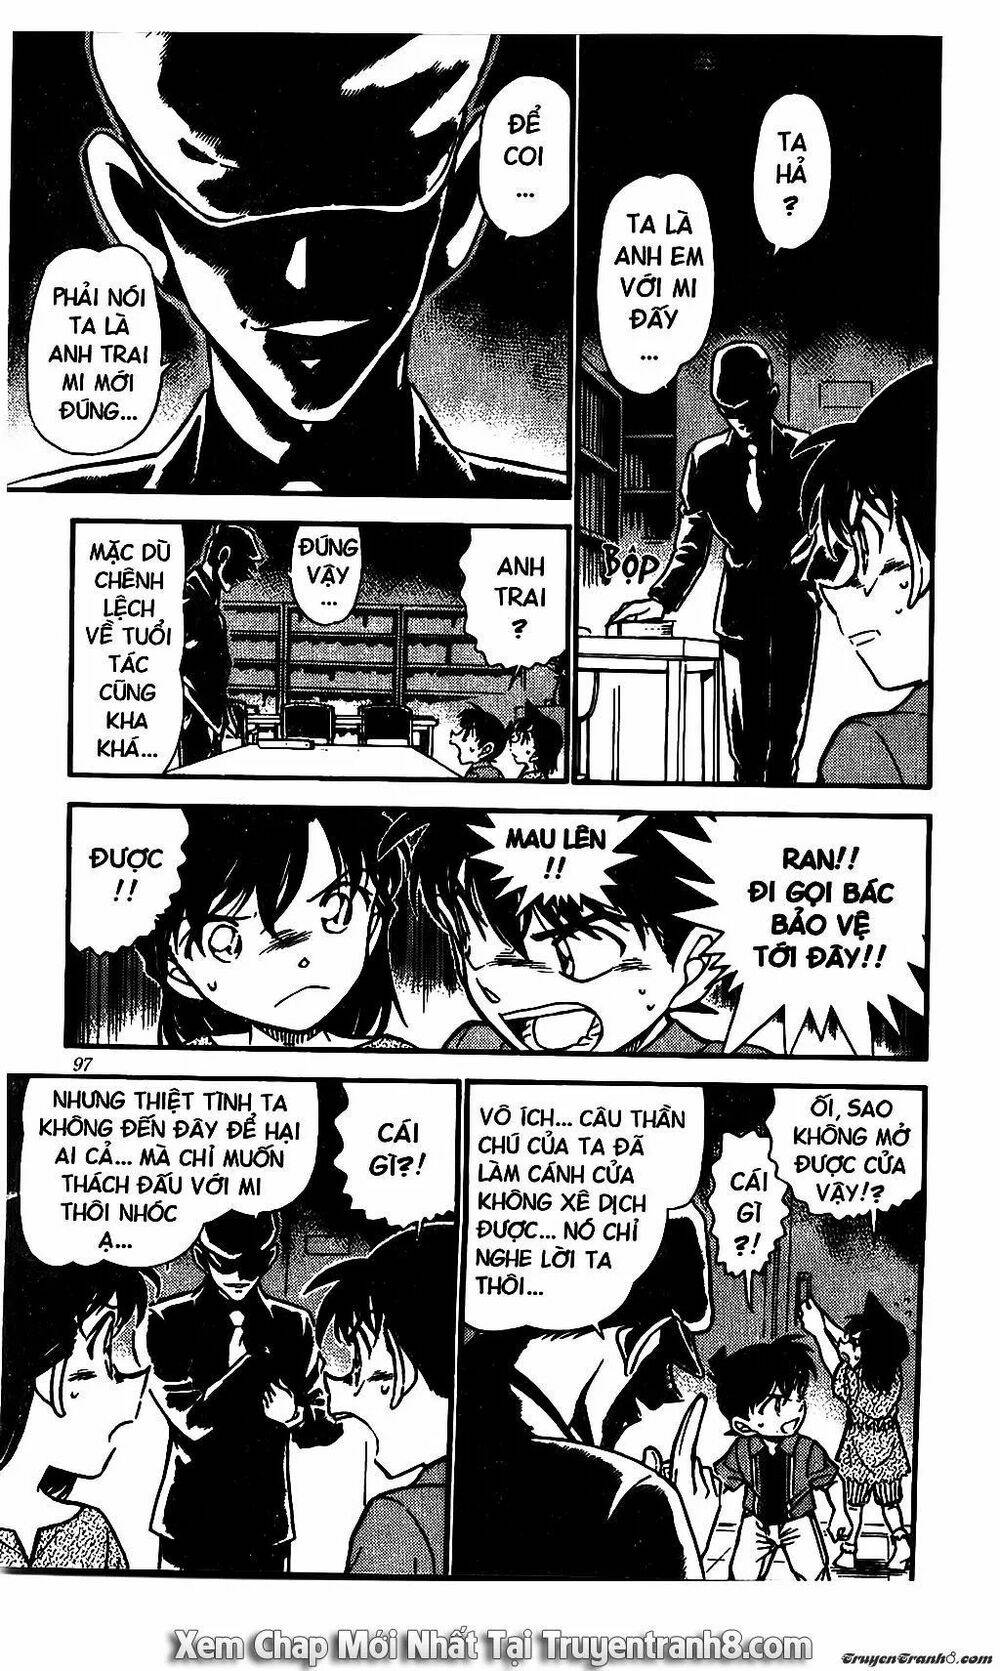 TA
HẢ
?
TA LÀ
ANH EM
VỚI MI
ĐẤY
...
BỘP
ĐỂ
COI
...
PHẢI NÓI
TA LÀ
ANH TRAI
MI MỚI
ĐÚNG...
ANH
TRAI
?
ĐÚNG
VẬY
...
MẶC DÙ
CHÊNH
LỆCH
VỀ TUỔI
TÁC
CŨNG
KHA
KHÁ...
RAN!!
ĐI GỌI BÁC
BẢO VỆ
TỚI ĐÂY!!
MAU LÊN
!!
ĐƯỢC
!!
97
ỐI, SAO
KHÔNG MỞ
ĐƯỢC CỬA
VẬY!?
CÁI
GÌ
?!
VÔ ÍCH... CÂU THẦN
CHÚ CỦA TA ĐÃ
LÀM CÁNH CỬA
KHÔNG XÊ DỊCH
ĐƯỢC... NÓ CHỈ
NGHE LỜI TA
THÔI...
CÁI
GÌ?!
NHƯNG THIỆT TÌNH TA
KHÔNG ĐẾN ĐÂY ĐỂ HẠI
AI CẢ... MÀ CHỈ MUỐN
THÁCH ĐẤU VỚI MI
THÔI NHÓC
Ạ...
Xem Chap Mới Nhất Tại Truyentranh8.com
TruyenTranh8.com